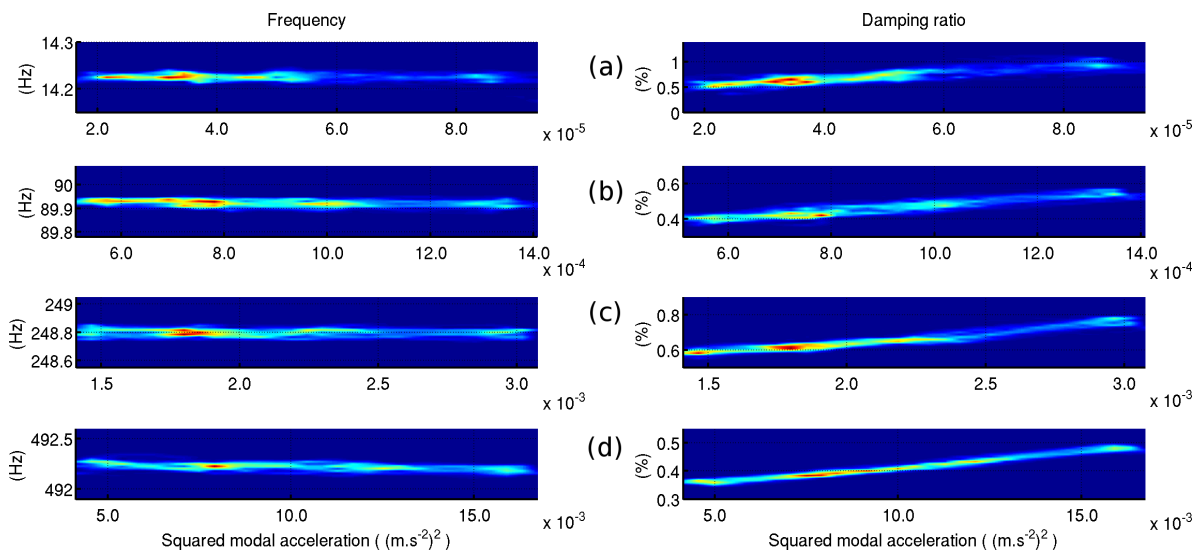 Frequency
Damping ratio
14.3
14.2
(Hz)
2.0 4.0 6.0 8.0
x 10-5
(a)
1
0.5
0
(%)
2.0 4.0 6.0 8.0
x 10-5
90
89.9
89.8
(Hz)
6.0 8.0 10.0 12.0 14.0
x 10-4
(b)
0.6
0.4
(%)
6.0 8.0 10.0 12.0 14.0
x 10-4
249
248.8
248.6
(Hz)
1.5 2.0 2.5 3.0
x 10-3
(c)
0.8
0.6
(%)
1.5 2.0 2.5 3.0
x 10-3
492.5
492
(Hz)
5.0 10.0 15.0
x 10-3
Squared modal acceleration ( (m.s-2)2 )
(d)
0.5
0.4
0.3
(%)
5.0 10.0 15.0
x 10-3
Squared modal acceleration ( (m.s-2)2 )